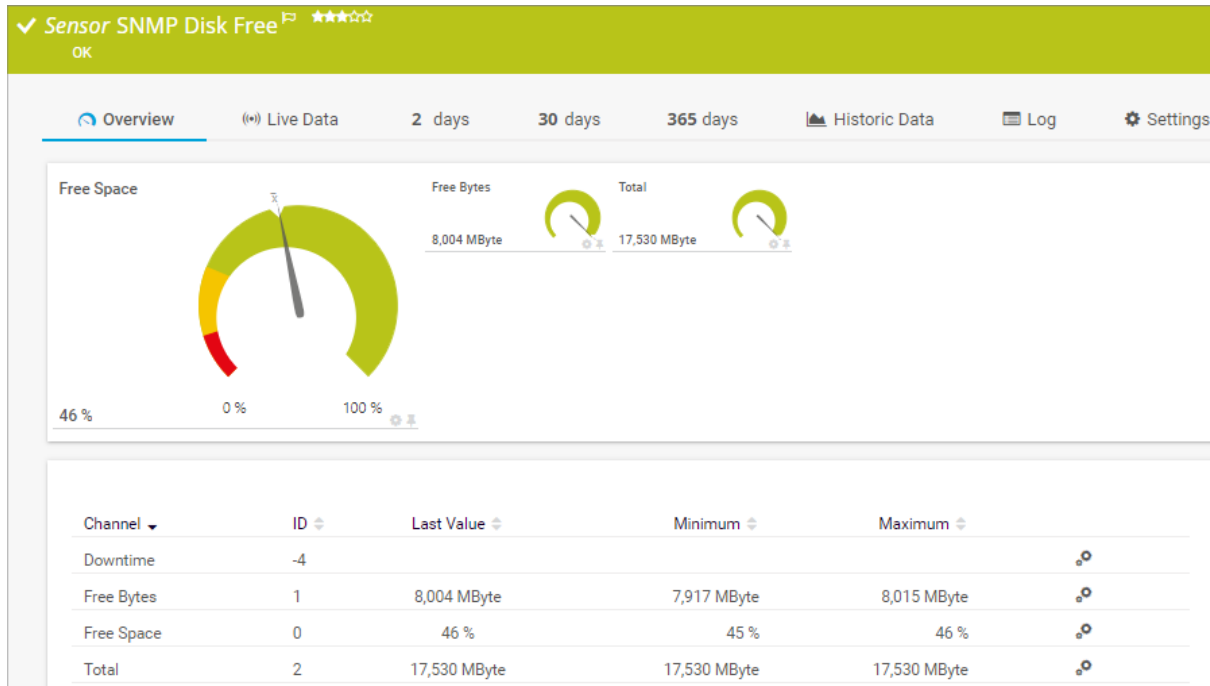 Sensor SNMP Disk Free
OK
Overview Live Data 2 days 30 days 365 days Historic Data Log Settings
Free Space
Free Bytes
Total
8,004 MByte
17,530 MByte
x
46 %
0 %
100 %
Channel ID Last Value Minimum Maximum
Downtime -4
Free Bytes 1 8,004 MByte 7,917 MByte 8,015 MByte
Free Space 0 46 % 45 % 46 %
Total 2 17,530 MByte 17,530 MByte 17,530 MByte